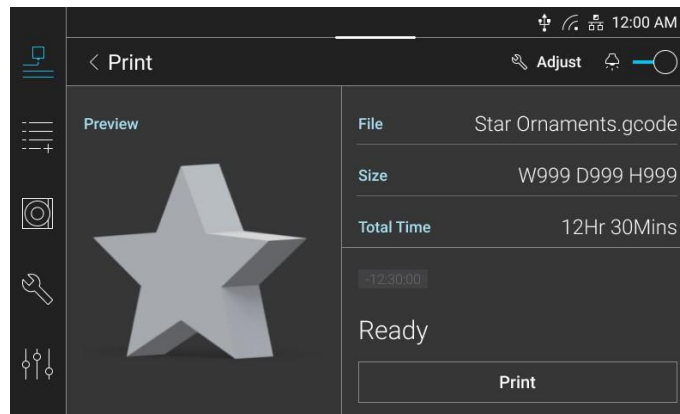 12:00 AM
Print
Adjust
Preview
File
Star Ornaments.gcode
Size
W999 D999 H999
Total Time
12Hr 30Mins
-12:30:00
Ready
Print